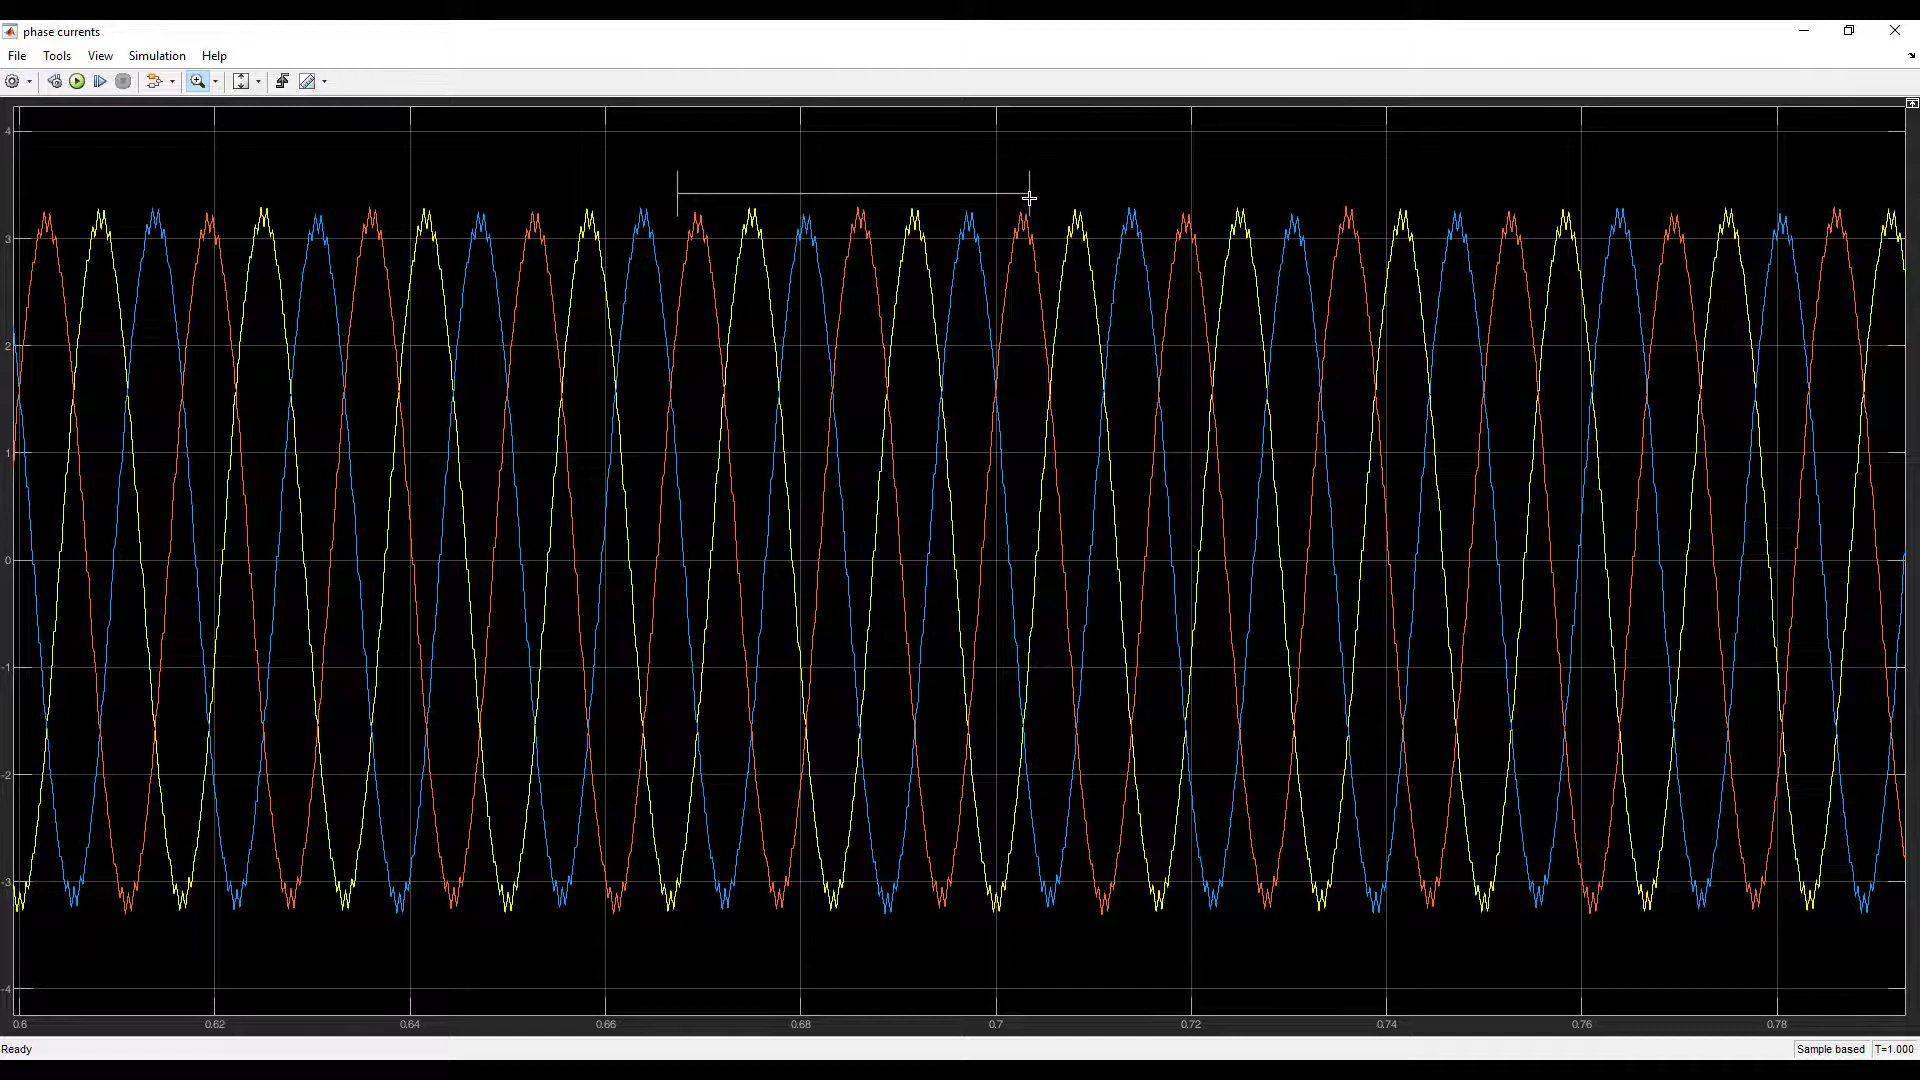 phase currents
File Tools View Simulation Help
4
3
2
1
0
-1
-2
-3
-4
0.6 0.62 0.64 0.66 0.68 0.7 0.72 0.74 0.76 0.78
Ready Sample based T=1.000